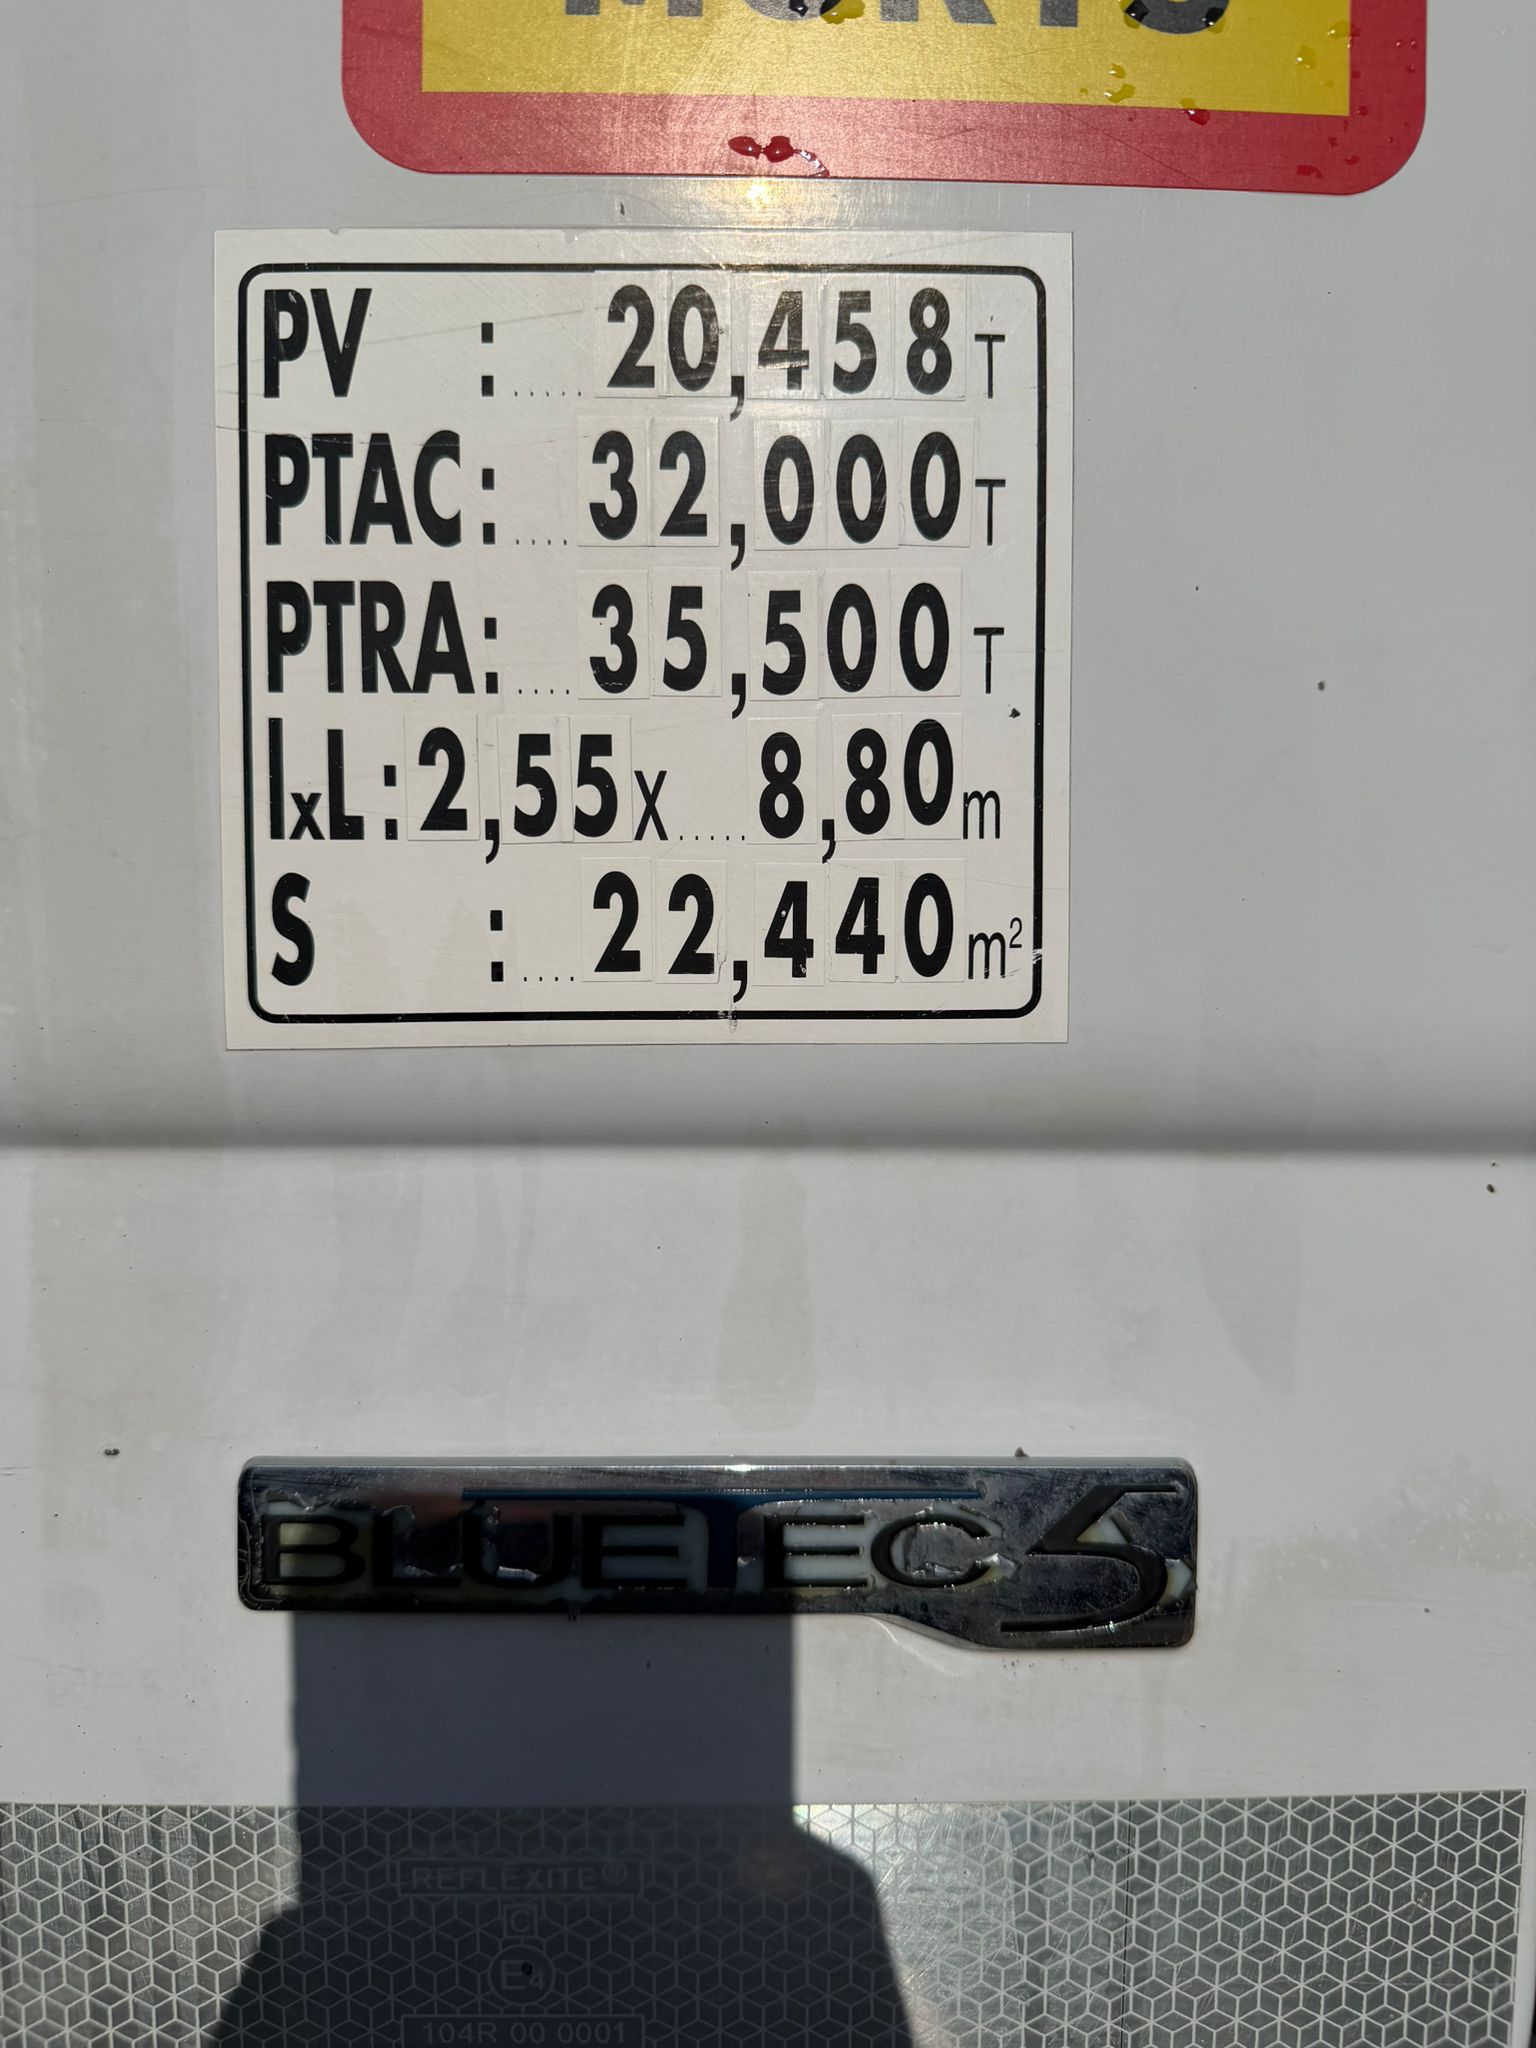 MORTS
PV : ..... 20,458 T
PTAC: .... 32,000 T
PTRA: .... 35,500 T
lxL: 2,55 x ..... 8,80 m
S : .... 22,440 m²
BLUETEC 5
REFLEXITE®
C
E4
104R 00 0001